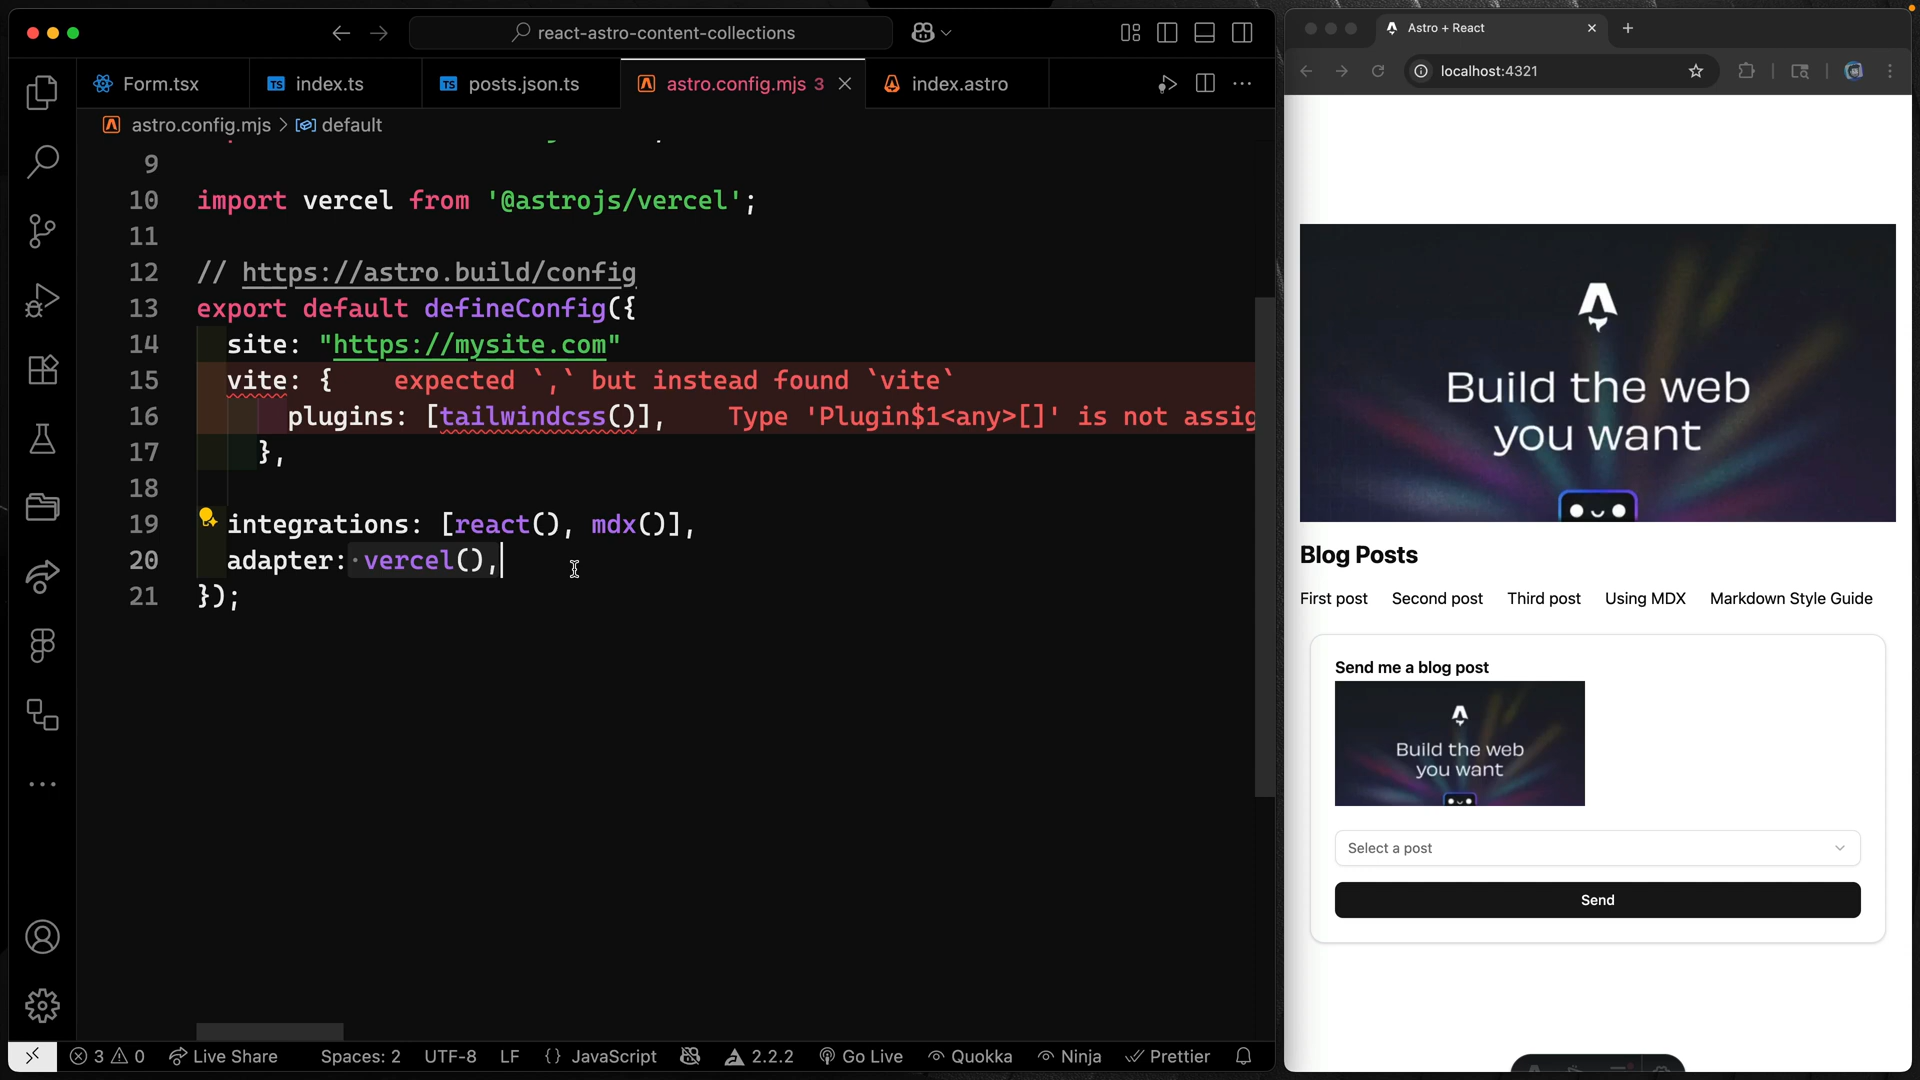 react-astro-content-collections
Form.tsx
index.ts
posts.json.ts
astro.config.mjs 3
index.astro
astro.config.mjs > default
9
10 import vercel from '@astrojs/vercel';
11
12 // https://astro.build/config
13 export default defineConfig({
14 site: "https://mysite.com"
15 vite: { expected `,` but instead found `vite`
16 plugins: [tailwindcss()], Type 'Plugin$1<any>[]' is not assig
17 },
18
19 integrations: [react(), mdx()],
20 adapter: vercel(),
21 });
3 0 Live Share Spaces: 2 UTF-8 LF {} JavaScript 2.2.2 Go Live Quokka Ninja Prettier
Astro + React
localhost:4321
Build the web
you want
Blog Posts
First post Second post Third post Using MDX Markdown Style Guide
Send me a blog post
Build the web
you want
Select a post
Send